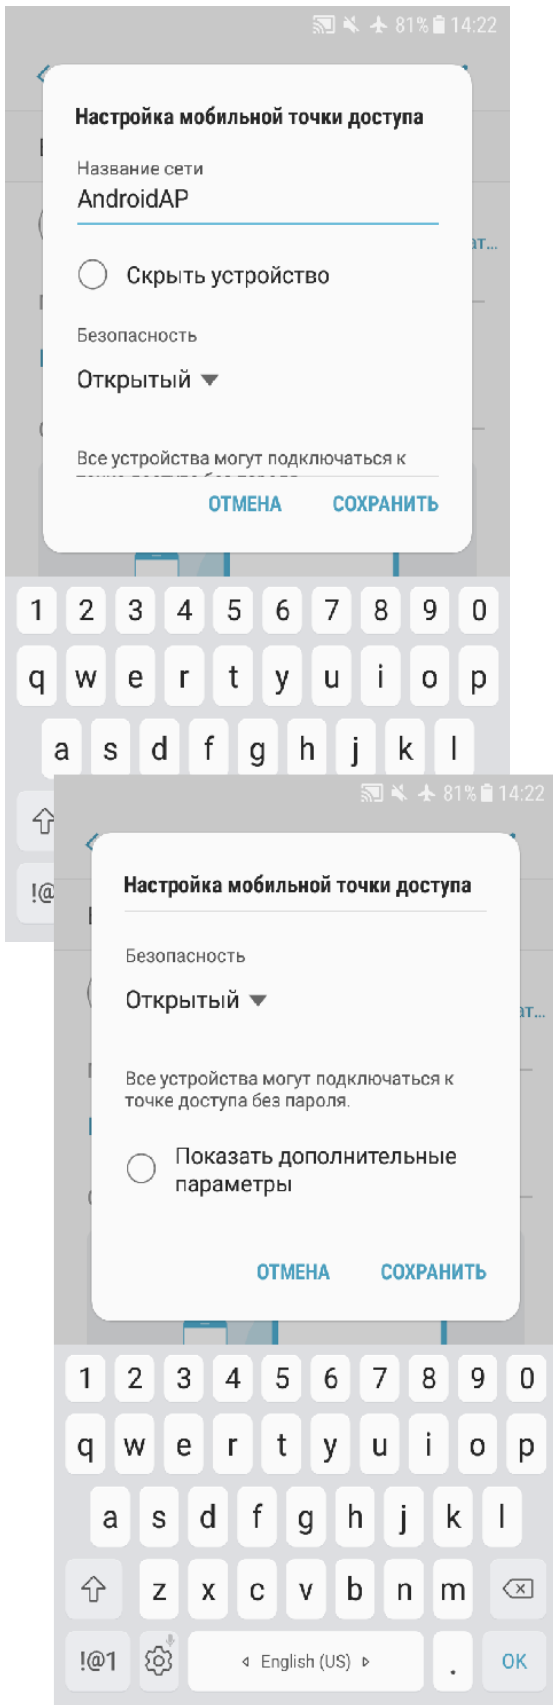 81% 14:22
Настройка мобильной точки доступа
Название сети
AndroidAP
ат...
Скрыть устройство
Безопасность
Открытый
Все устройства могут подключаться к
ОТМЕНА СОХРАНИТЬ
1 2 3 4 5 6 7 8 9 0
q w e r t y u i o p
a s d f g h j k l
!@
81% 14:22
Настройка мобильной точки доступа
Безопасность
Открытый
ат...
Все устройства могут подключаться к
точке доступа без пароля.
Показать дополнительные
параметры
ОТМЕНА СОХРАНИТЬ
1 2 3 4 5 6 7 8 9 0
q w e r t y u i o p
a s d f g h j k l
z x c v b n m
!@1 English (US) . OK